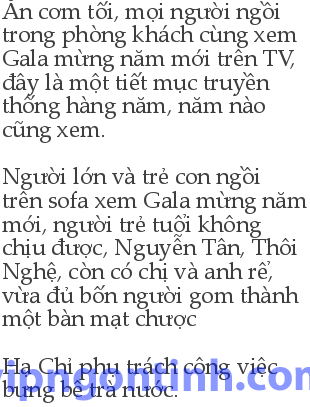 Ăn cơm tối, mọi người ngồi
trong phòng khách cùng xem
Gala mừng năm mới trên TV,
đây là một tiết mục truyền
thống hàng năm, năm nào
cũng xem.
Người lớn và trẻ con ngồi
trên sofa xem Gala mừng năm
mới, người trẻ tuổi không
chịu được, Nguyễn Tân, Thôi
Nghệ, còn có chị và anh rể,
vừa đủ bốn người gom thành
một bàn mạt chược
Hạ Chỉ phụ trách công việc
bưng bê trà nước.
vipngontinh.com